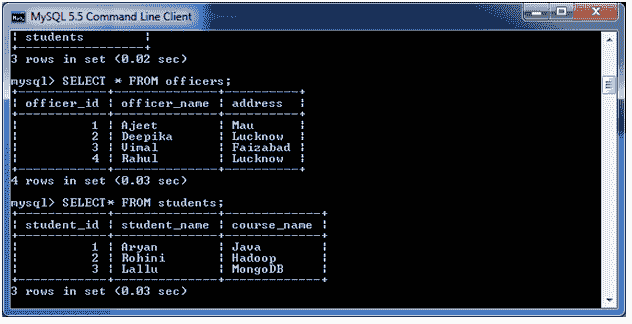 MySQL 5.5 Command Line Client
| students |
+--------------------+
3 rows in set (0.02 sec)
mysql> SELECT * FROM officers;
+------------+--------------+-----------+
| officer_id | officer_name | address |
+------------+--------------+-----------+
| 1 | Ajeet | Mau |
| 2 | Deepika | Lucknow |
| 3 | Vimal | Faizabad |
| 4 | Rahul | Lucknow |
+------------+--------------+-----------+
4 rows in set (0.03 sec)
mysql> SELECT* FROM students;
+------------+--------------+-------------+
| student_id | student_name | course_name |
+------------+--------------+-------------+
| 1 | Aryan | Java |
| 2 | Rohini | Hadoop |
| 3 | Lallu | MongoDB |
+------------+--------------+-------------+
3 rows in set (0.03 sec)